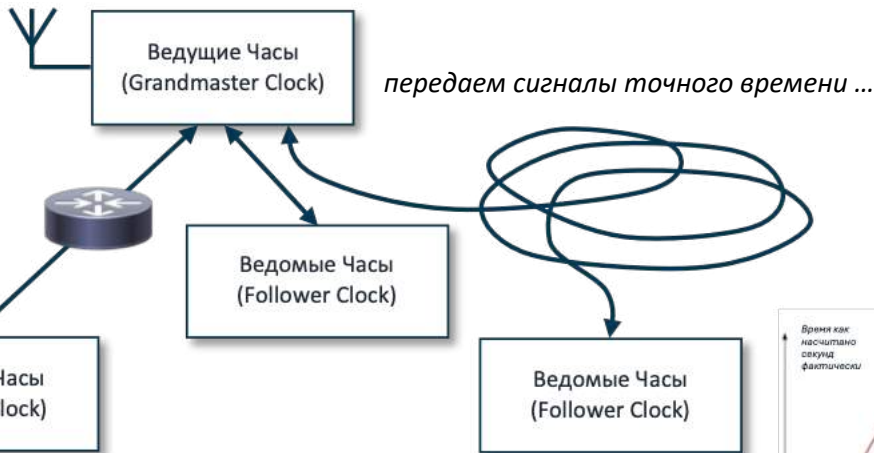 Ведущие Часы
(Grandmaster Clock)
передаем сигналы точного времени ...
Ведомые Часы
(Follower Clock)
Время как
насчитано
секунд
фактически
Часы
lock)
Ведомые Часы
(Follower Clock)